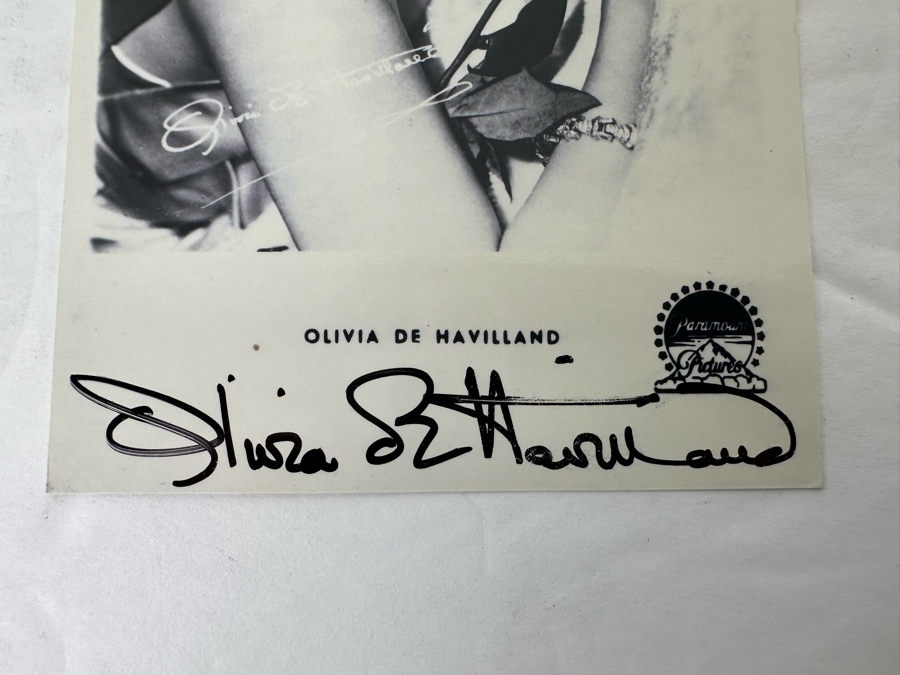 Olivia de Havilland
OLIVIA DE HAVILLAND
Paramount
Pictures
Olivia de Havilland